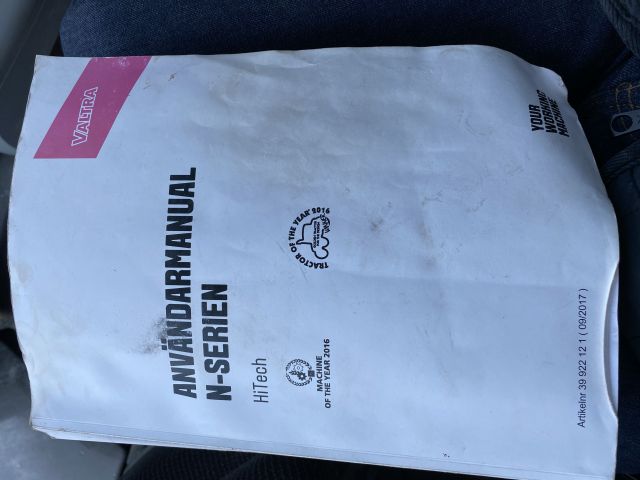 VALTRA
YOUR
WORKING
MACHINE
ANVÄNDARMANUAL
N-SERIEN
HiTech
MACHINE
OF THE YEAR 2016
TRACTOR OF THE YEAR® 2016
Artikelnr 39 922 12 1 ( 09/2017 )